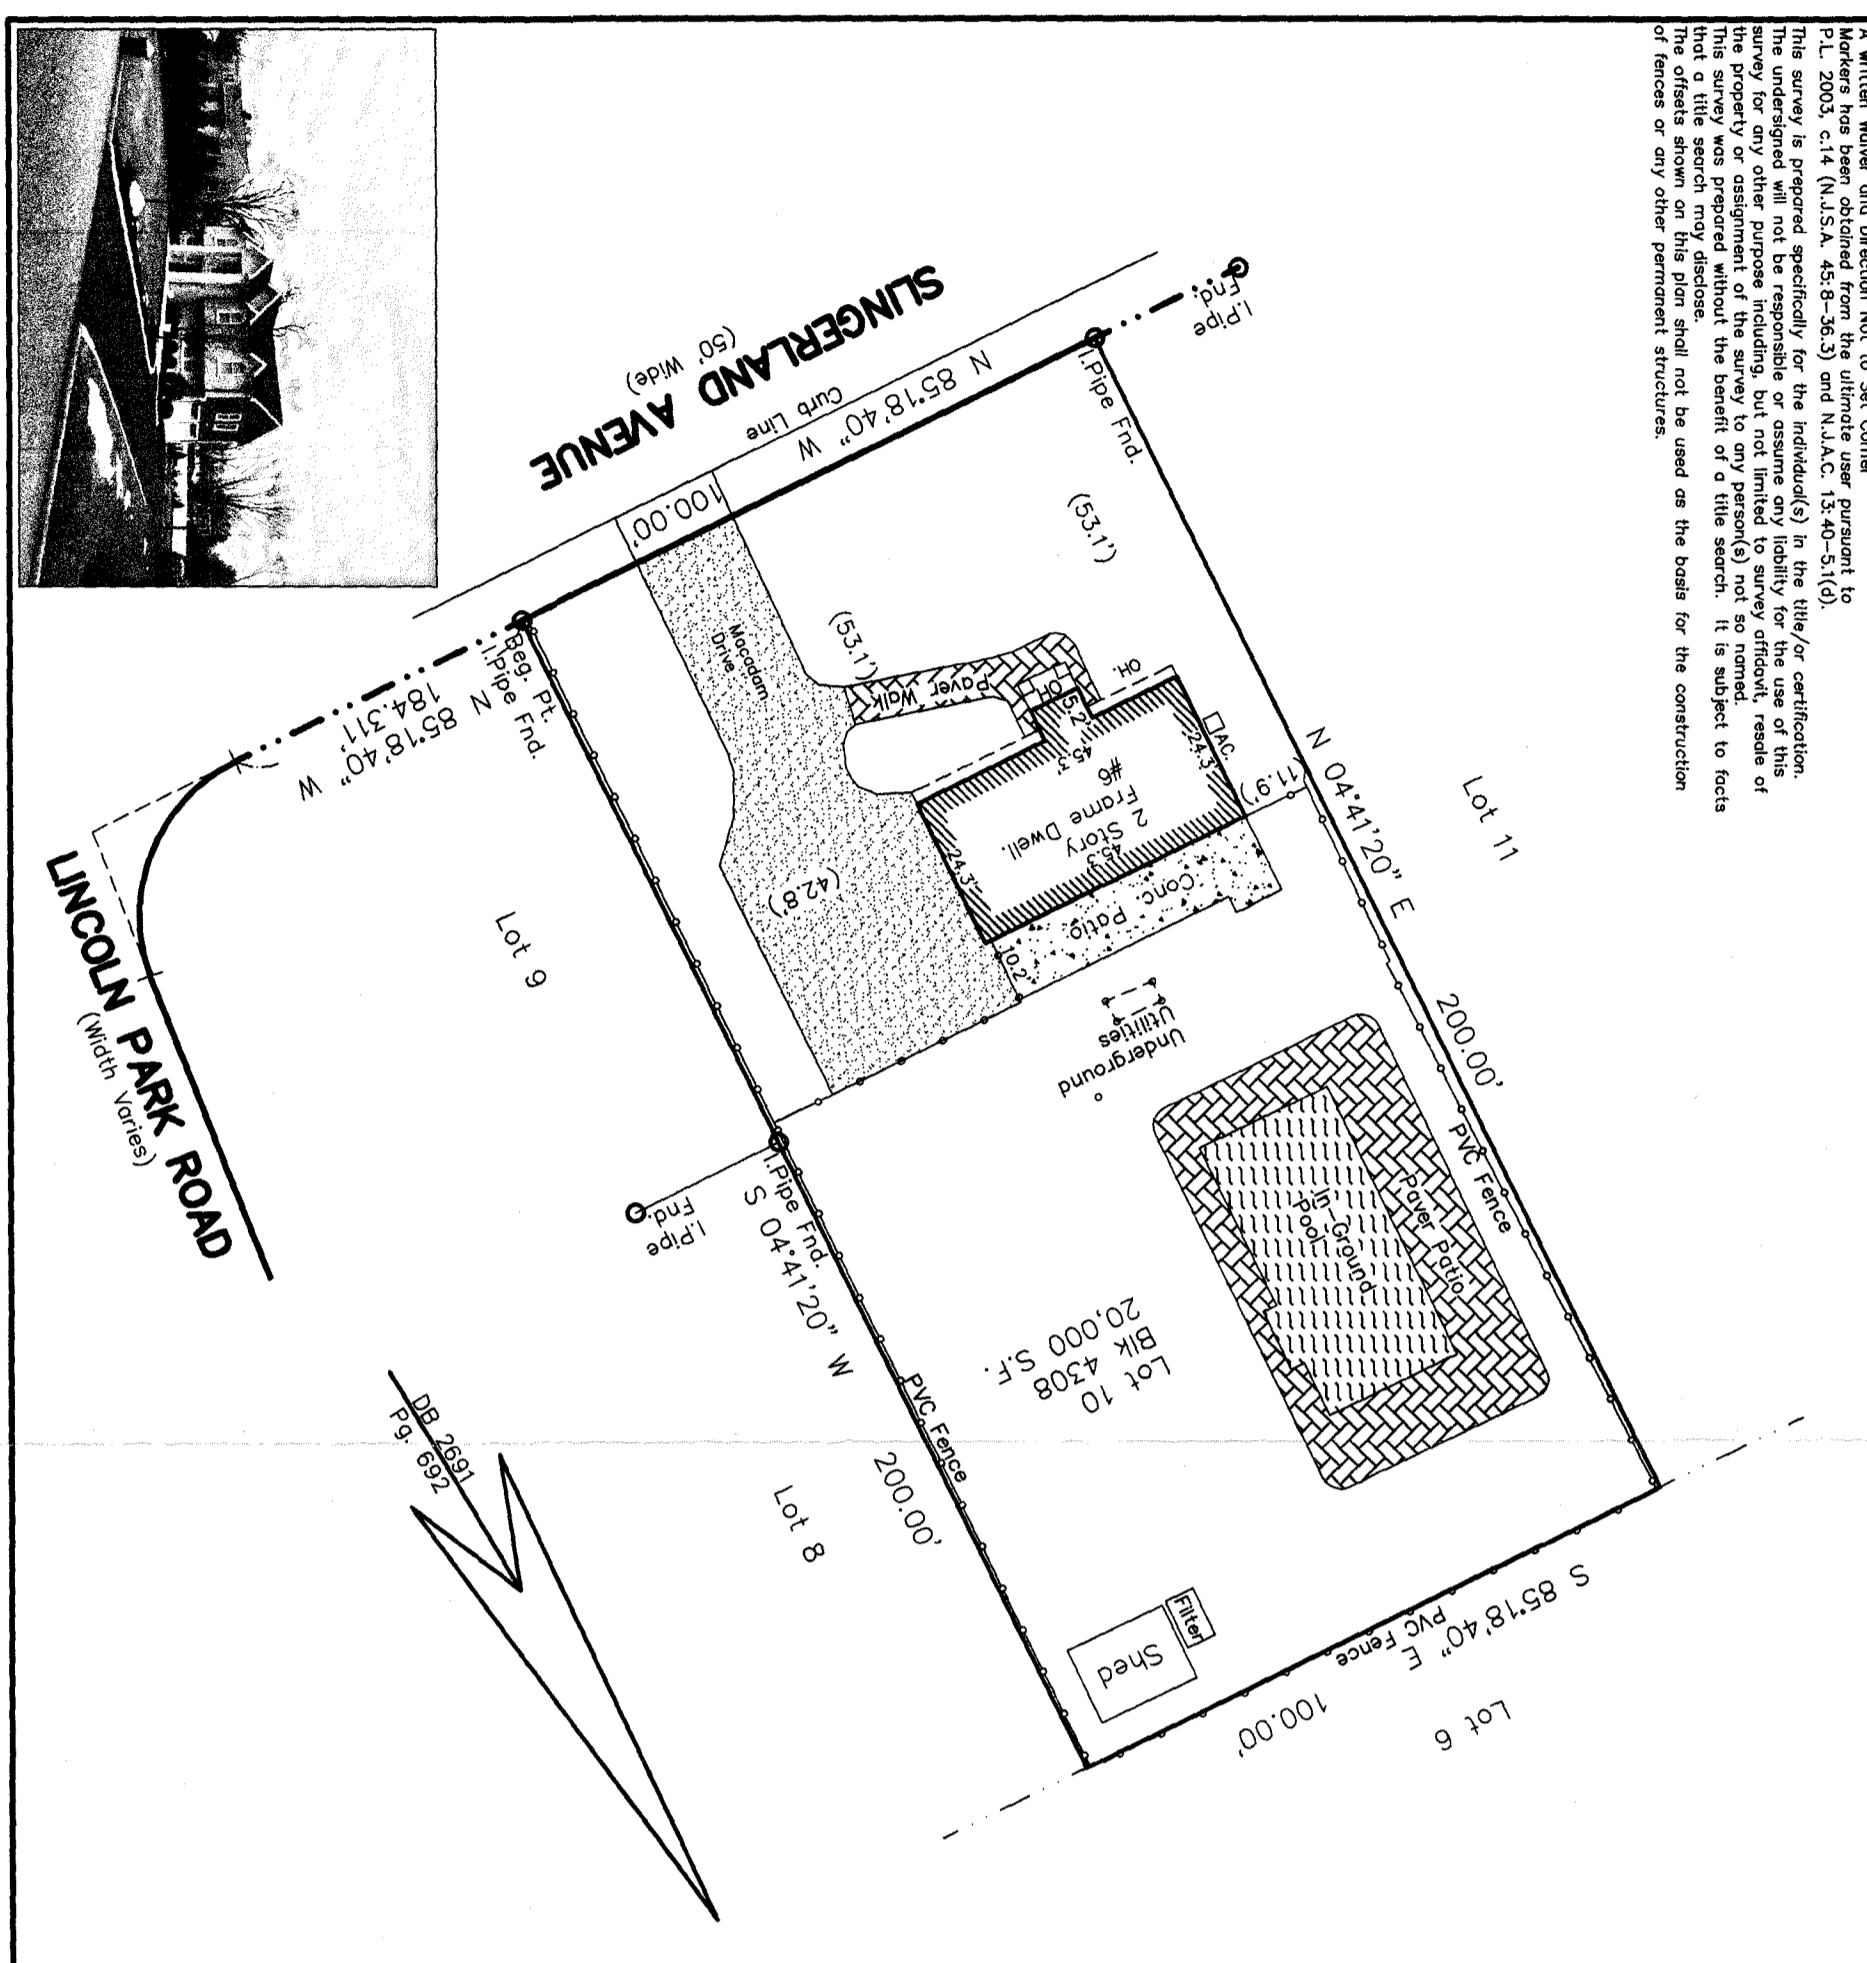 A written waiver and Direction Not to Set Corner
Markers has been obtained from the ultimate user pursuant to
P.L. 2003, c.14 (N.J.S.A. 45:8-36.3) and N.J.A.C. 13:40-5.1(d).
This survey is prepared specifically for the individual(s) in the title/or certification.
The undersigned will not be responsible or assume any liability for the use of this
survey for any other purpose including, but not limited to survey affidavit, resale of
the property or assignment of the survey to any person(s) not so named.
This survey was prepared without the benefit of a title search. It is subject to facts
that a title search may disclose.
The offsets shown on this plan shall not be used as the basis for the construction
of fences or any other permanent structures.
SLINGERLAND AVENUE
(50' Wide)
Curb Line
N 85°18'40" W
100.00'
I.Pipe
Fnd.
I.Pipe Fnd.
(53.1')
(53.1')
Macadam
Drive
Paver
Walk
OH.
OH.
5.2'
45.3'
#6
2 Story
Frame Dwell.
45.3'
24.3'
24.3'
AC.
(11.9')
N 04°41'20" E
200.00'
Lot 11
Conc. Patio
10.2'
(42.8')
Beg. Pt.
I.Pipe Fnd.
N 85°18'40" W
184.311'
LINCOLN PARK ROAD
(Width Varies)
Lot 9
I.Pipe Fnd.
I.Pipe
Fnd.
S 04°41'20" W
200.00'
PVC Fence
Lot 8
Underground
Utilities
In-Ground
Pool
Paver Patio
PVC Fence
Lot 10
Blk 4308
20,000 S.F.
Shed
Filter
S 85°18'40" E
100.00'
PVC Fence
Lot 6
DB 2691
Pg. 692